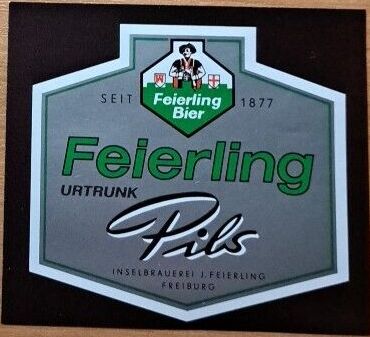 SEIT 1877
Feierling
Bier
Feierling
URTRUNK
Pils
INSELBRAUEREI J. FEIERLING
FREIBURG